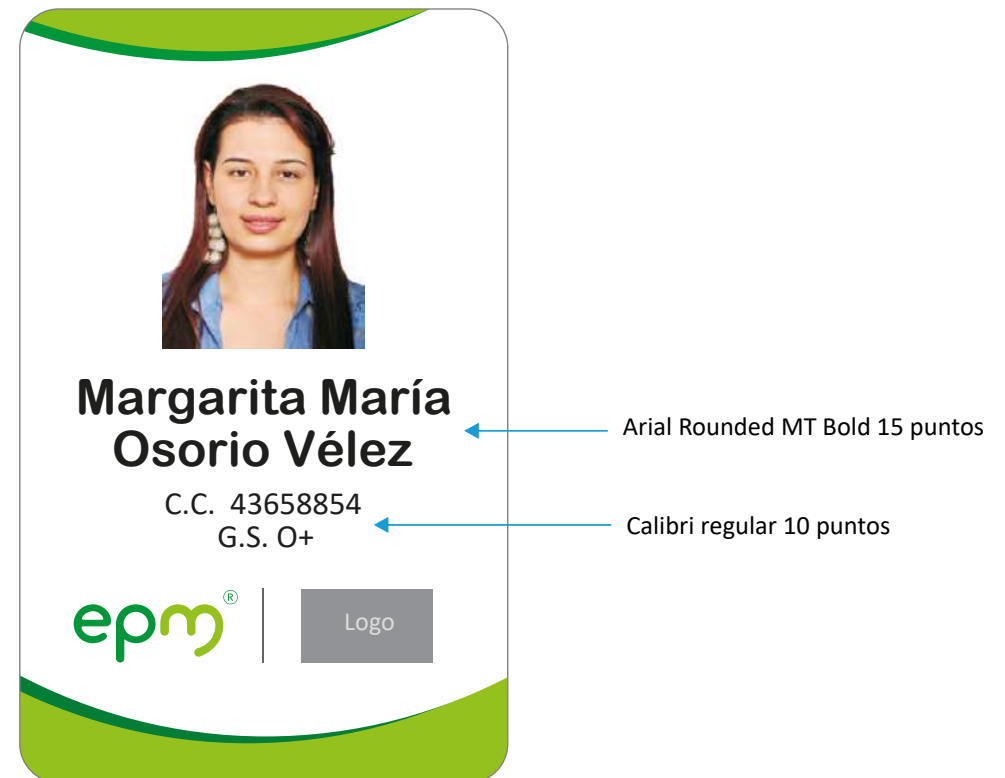 Margarita María
Osorio Vélez
Arial Rounded MT Bold 15 puntos
C.C. 43658854
G.S. O+
Calibri regular 10 puntos
epm®
Logo